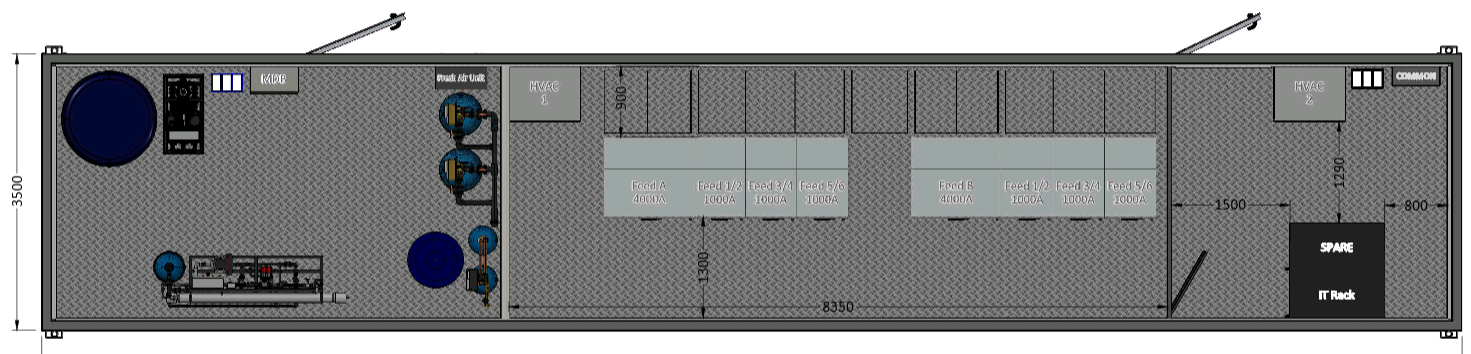 MDB
Fresh Air Unit
HVAC
1
900
HVAC
2
COMMON
3500
Feed A
4000A
Feed 1/2
1000A
Feed 3/4
1000A
Feed 5/6
1000A
Feed B
4000A
Feed 1/2
1000A
Feed 3/4
1000A
Feed 5/6
1000A
1290
1500
800
1300
SPARE
IT Rack
8350